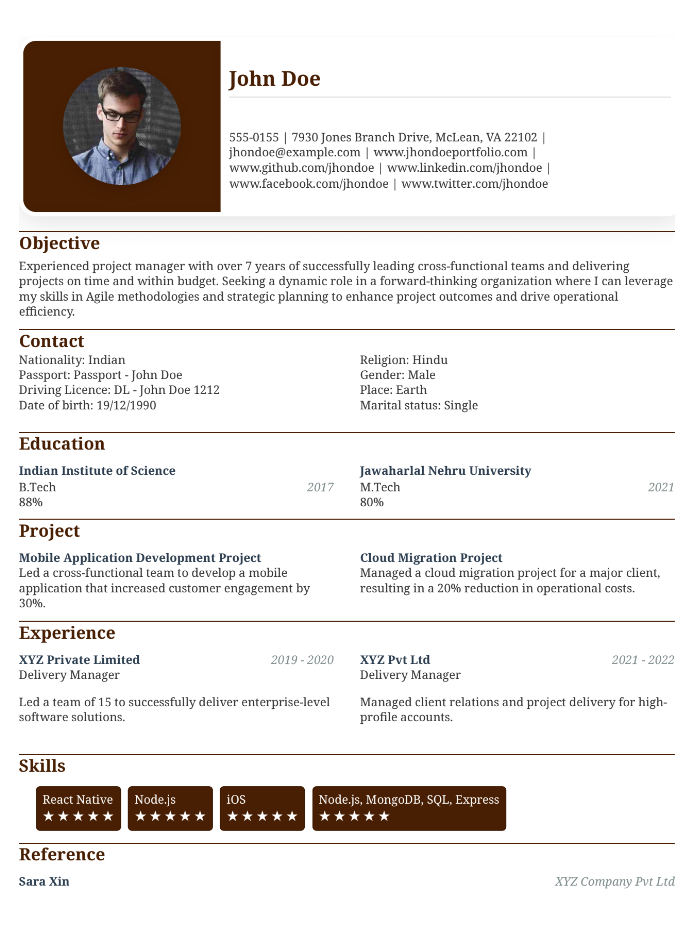 John Doe
555-0155 | 7930 Jones Branch Drive, McLean, VA 22102 |
jhondoe@example.com | www.jhondoeportfolio.com |
www.github.com/jhondoe | www.linkedin.com/jhondoe |
www.facebook.com/jhondoe | www.twitter.com/jhondoe
Objective
Experienced project manager with over 7 years of successfully leading cross-functional teams and delivering
projects on time and within budget. Seeking a dynamic role in a forward-thinking organization where I can leverage
my skills in Agile methodologies and strategic planning to enhance project outcomes and drive operational
efficiency.
Contact
Nationality: Indian
Passport: Passport - John Doe
Driving Licence: DL - John Doe 1212
Date of birth: 19/12/1990
Religion: Hindu
Gender: Male
Place: Earth
Marital status: Single
Education
Indian Institute of Science
B.Tech 2017
88%
Jawaharlal Nehru University
M.Tech 2021
80%
Project
Mobile Application Development Project
Led a cross-functional team to develop a mobile
application that increased customer engagement by
30%.
Cloud Migration Project
Managed a cloud migration project for a major client,
resulting in a 20% reduction in operational costs.
Experience
XYZ Private Limited 2019 - 2020
Delivery Manager
Led a team of 15 to successfully deliver enterprise-level
software solutions.
XYZ Pvt Ltd 2021 - 2022
Delivery Manager
Managed client relations and project delivery for high-
profile accounts.
Skills
React Native
★★★★★
Node.js
★★★★★
iOS
★★★★★
Node.js, MongoDB, SQL, Express
★★★★★
Reference
Sara Xin XYZ Company Pvt Ltd